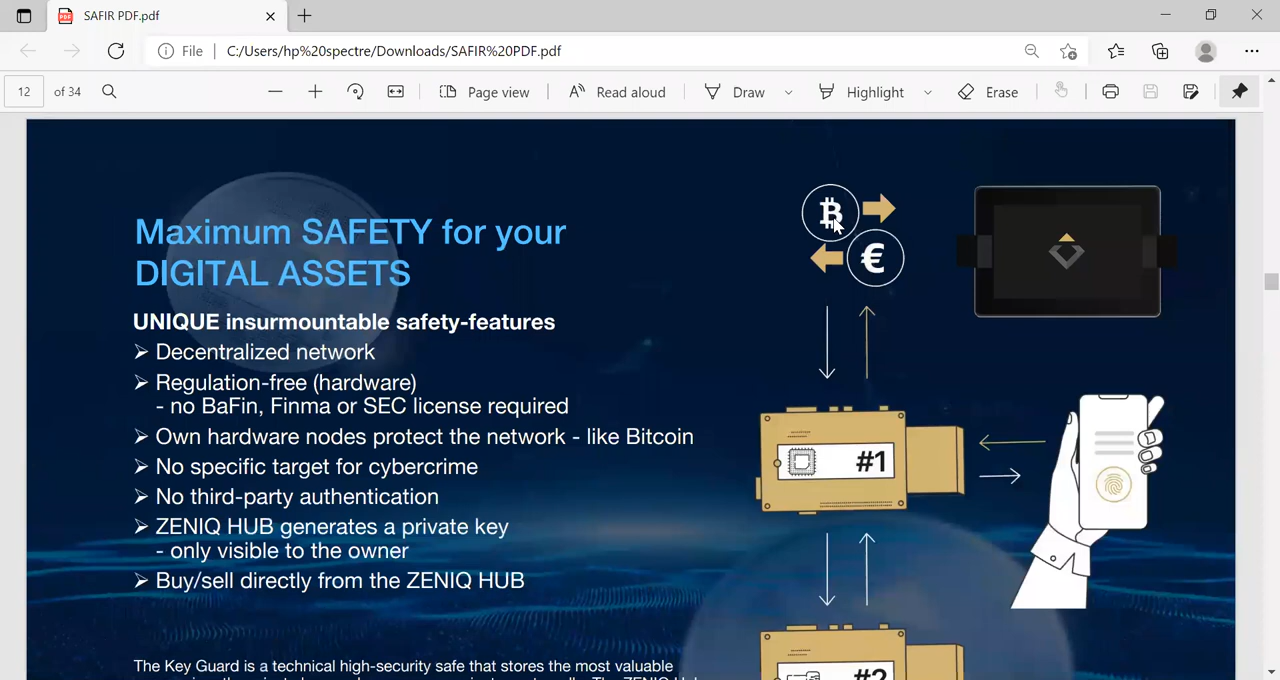 SAFIR PDF.pdf
File
C:/Users/hp%20spectre/Downloads/SAFIR%20PDF.pdf
12 of 34
Page view
Read aloud
Draw
Highlight
Erase
Maximum SAFETY for your
DIGITAL ASSETS
UNIQUE insurmountable safety-features
➢ Decentralized network
➢ Regulation-free (hardware)
- no BaFin, Finma or SEC license required
➢ Own hardware nodes protect the network - like Bitcoin
➢ No specific target for cybercrime
➢ No third-party authentication
➢ ZENIQ HUB generates a private key
- only visible to the owner
➢ Buy/sell directly from the ZENIQ HUB
The Key Guard is a technical high-security safe that stores the most valuable
₿
€
#1
#2